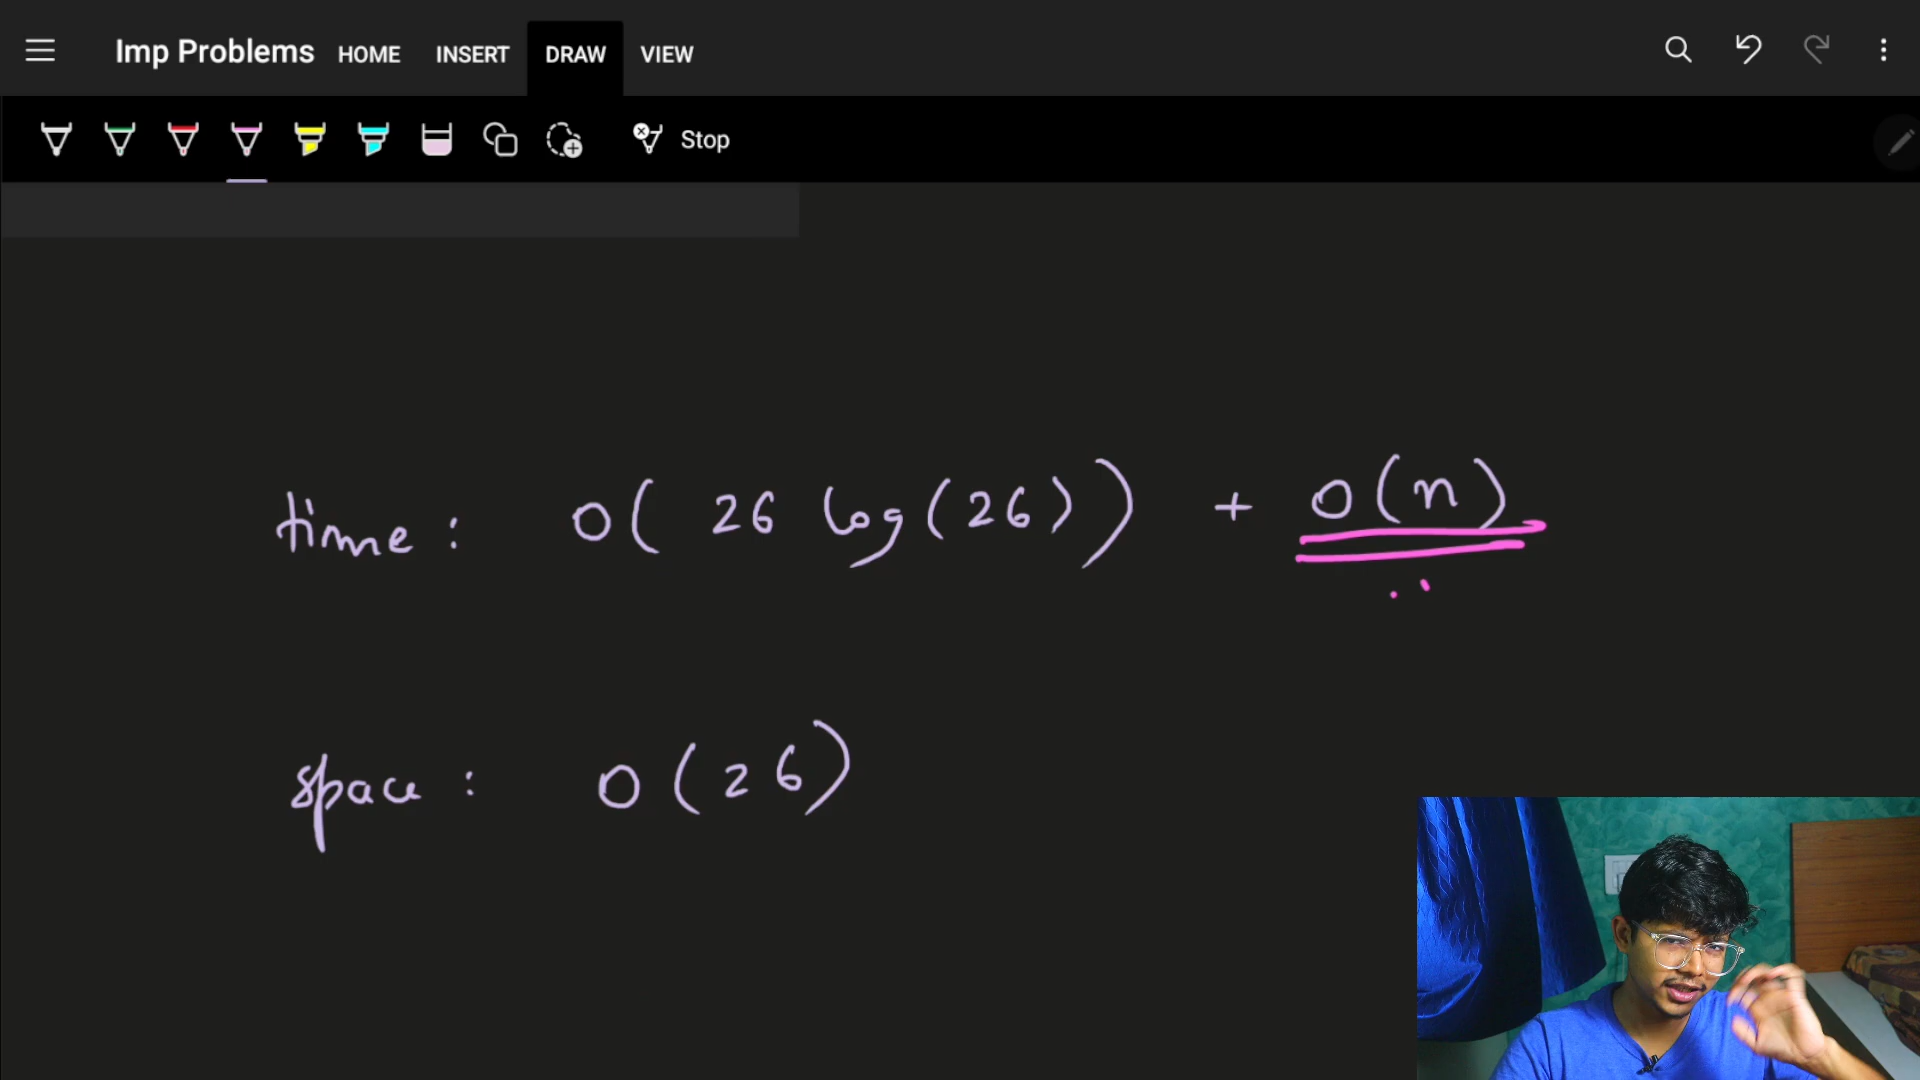 Imp Problems HOME INSERT DRAW VIEW
Stop
time : O( 26 log(26)) + O(n)
space : O(26)